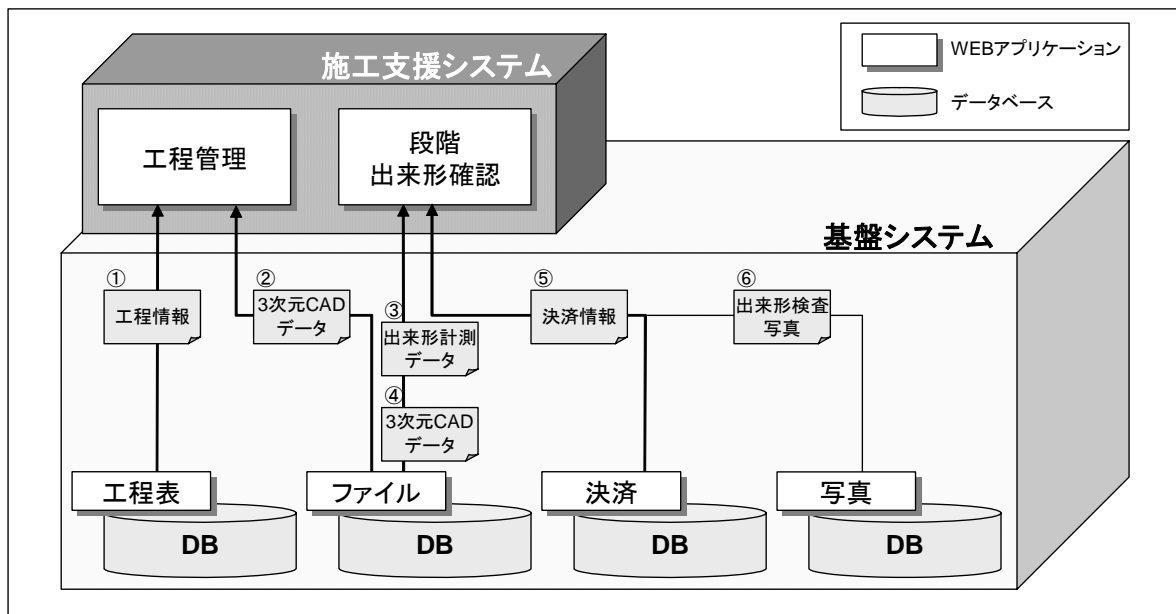 施工支援システム
WEBアプリケーション
データベース
工程管理
段階
出来形確認
基盤システム
①
工程情報
②
3次元CAD
データ
③
出来形計測
データ
④
3次元CAD
データ
⑤
決済情報
⑥
出来形検査
写真
工程表
ファイル
決済
写真
DB
DB
DB
DB